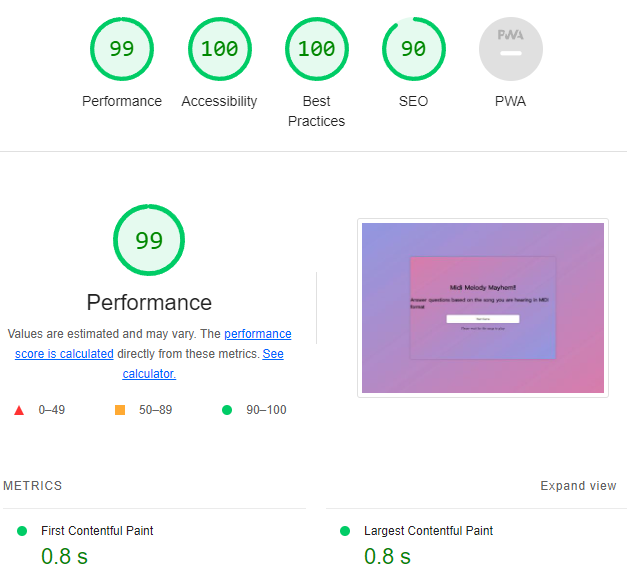 99
100
100
90
PWA
Performance
Accessibility
Best
Practices
SEO
PWA
99
Performance
Values are estimated and may vary. The performance
score is calculated directly from these metrics. See
calculator.
0–49
50–89
90–100
Midi Melody Mayhem!!
Answer questions based on the song you are hearing in MIDI
format
METRICS
Expand view
First Contentful Paint
0.8 s
Largest Contentful Paint
0.8 s